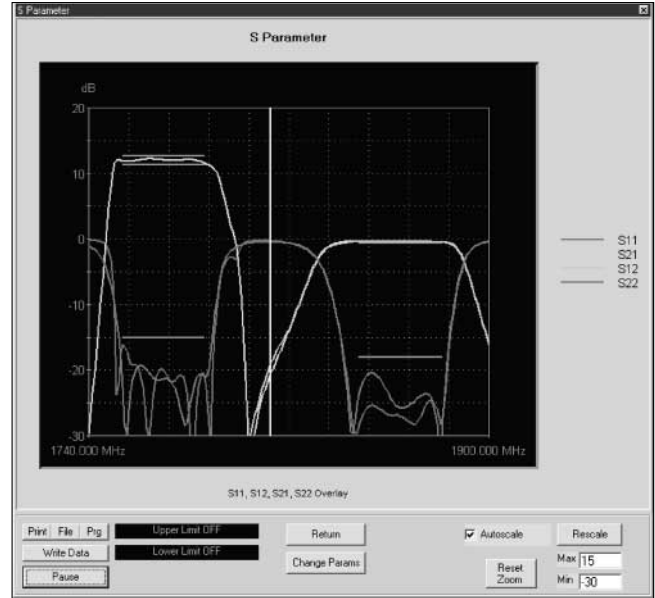 S Parameter
S Parameter
dB
20
10
0
-10
-20
-30
1740.000 MHz
1900.000 MHz
S11
S21
S12
S22
S11, S12, S21, S22 Overlay
Print File Prg
Upper Limit OFF
Return
Autoscale
Rescale
Write Data
Lower Limit OFF
Change Params
Reset Zoom
Max 15
Pause
Min -30